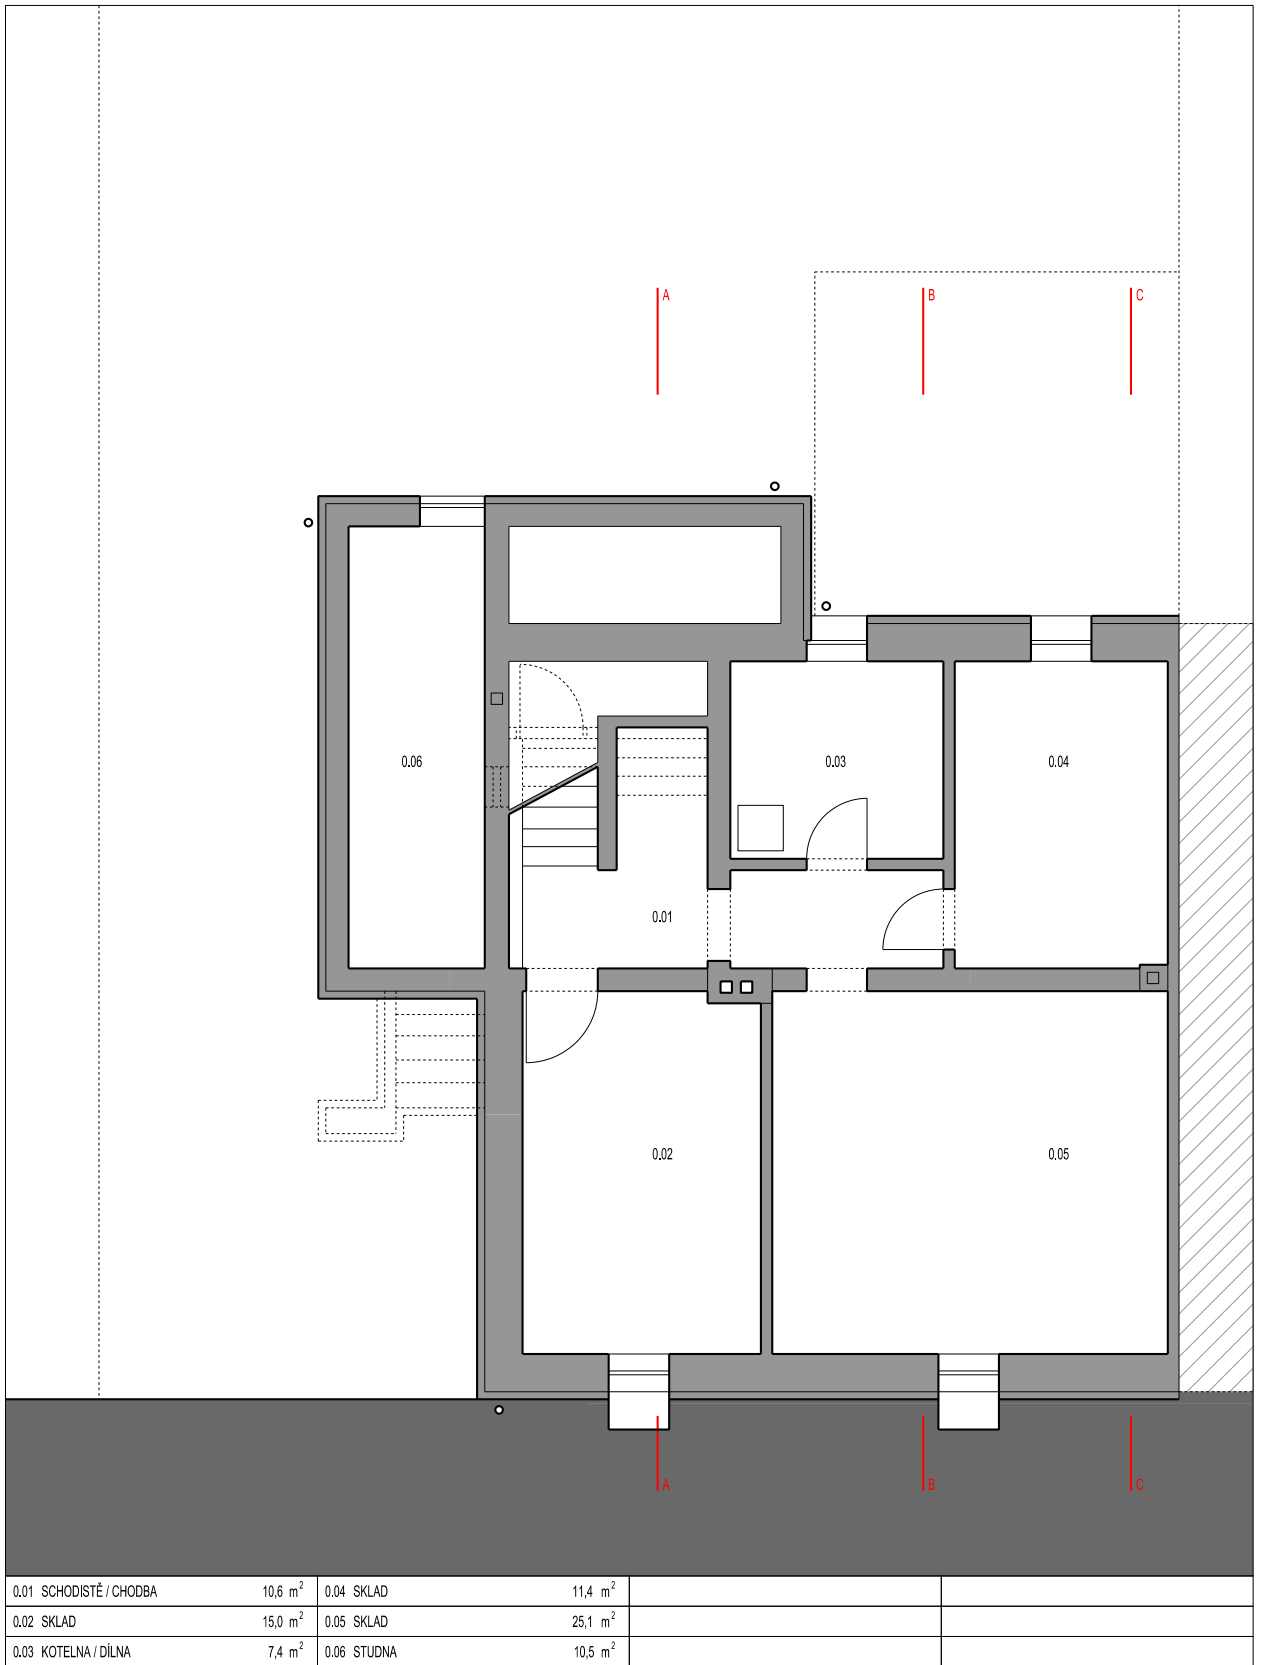 A
B
C
0.06
0.03
0.04
0.01
0.02
0.05
A
B
C
0.01 SCHODISTĚ / CHODBA 10,6 m²
0.04 SKLAD 11,4 m²
0.02 SKLAD 15,0 m²
0.05 SKLAD 25,1 m²
0.03 KOTELNA / DÍLNA 7,4 m²
0.06 STUDNA 10,5 m²